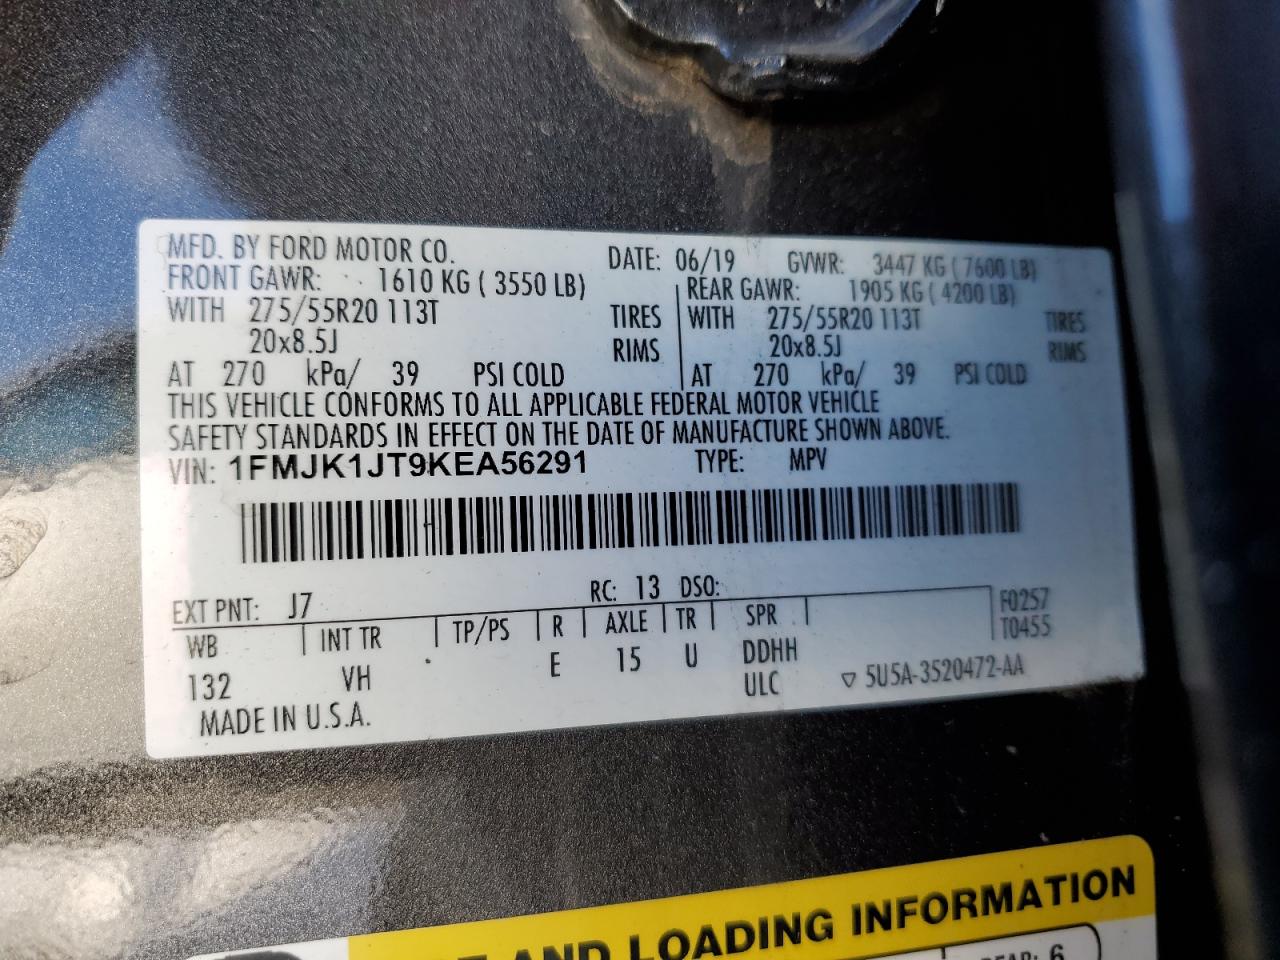 MFD. BY FORD MOTOR CO. DATE: 06/19 GVWR: 3447 KG ( 7600 LB)
FRONT GAWR: 1610 KG ( 3550 LB) REAR GAWR: 1905 KG ( 4200 LB)
WITH 275/55R20 113T TIRES WITH 275/55R20 113T TIRES
20x8.5J RIMS 20x8.5J RIMS
AT 270 kPa/ 39 PSI COLD AT 270 kPa/ 39 PSI COLD
THIS VEHICLE CONFORMS TO ALL APPLICABLE FEDERAL MOTOR VEHICLE
SAFETY STANDARDS IN EFFECT ON THE DATE OF MANUFACTURE SHOWN ABOVE.
VIN: 1FMJK1JT9KEA56291 TYPE: MPV
EXT PNT: J7 RC: 13 DSO:
WB INT TR TP/PS R AXLE TR SPR F0257
T0455
132 VH E 15 U DDHH
ULC ▽ 5U5A-3520472-AA
MADE IN U.S.A.
AND LOADING INFORMATION
6